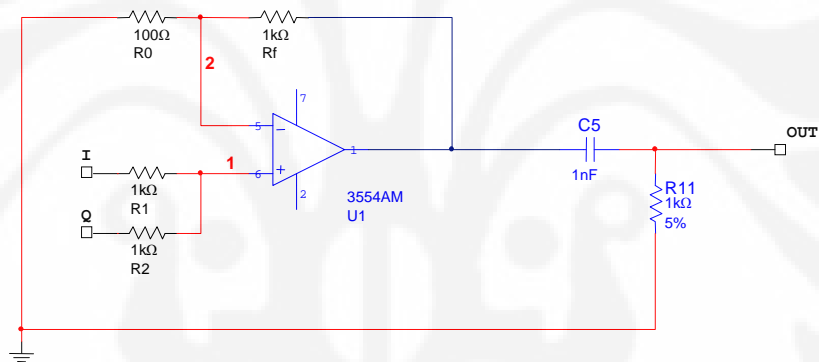 100Ω
R0
1kΩ
Rf
2
7
5
C5
OUT
1
1
I
6
1nF
1kΩ
R1
2
3554AM
U1
R11
1kΩ
5%
Q
1kΩ
R2